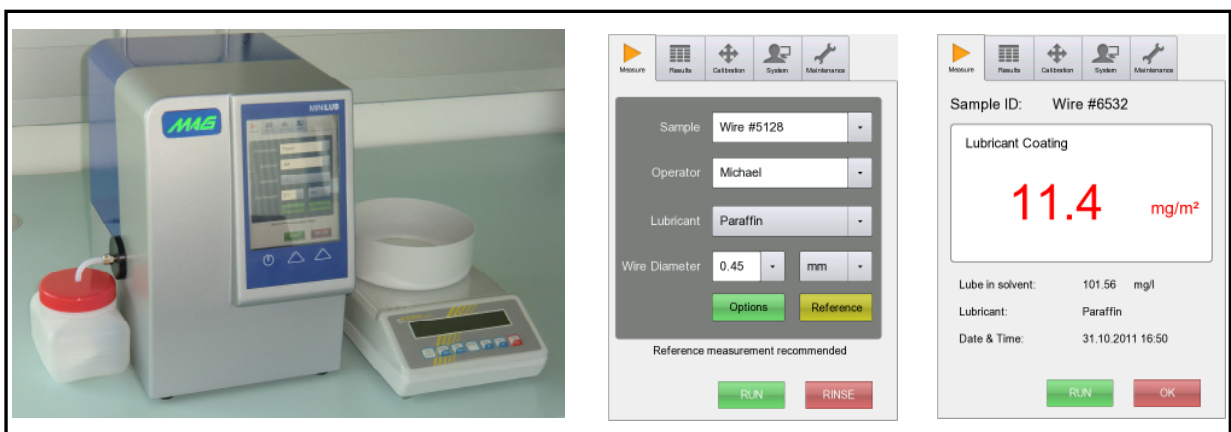 MAG
MINILUB
Measure
Results
Calibration
System
Maintenance
Sample Wire #5128
Operator Michael
Lubricant Paraffin
Wire Diameter 0.45 mm
Options Reference
Reference measurement recommended
RUN RINSE
Measure
Results
Calibration
System
Maintenance
Sample ID: Wire #6532
Lubricant Coating
11.4 mg/m²
Lube in solvent: 101.56 mg/l
Lubricant: Paraffin
Date & Time: 31.10.2011 16:50
RUN OK